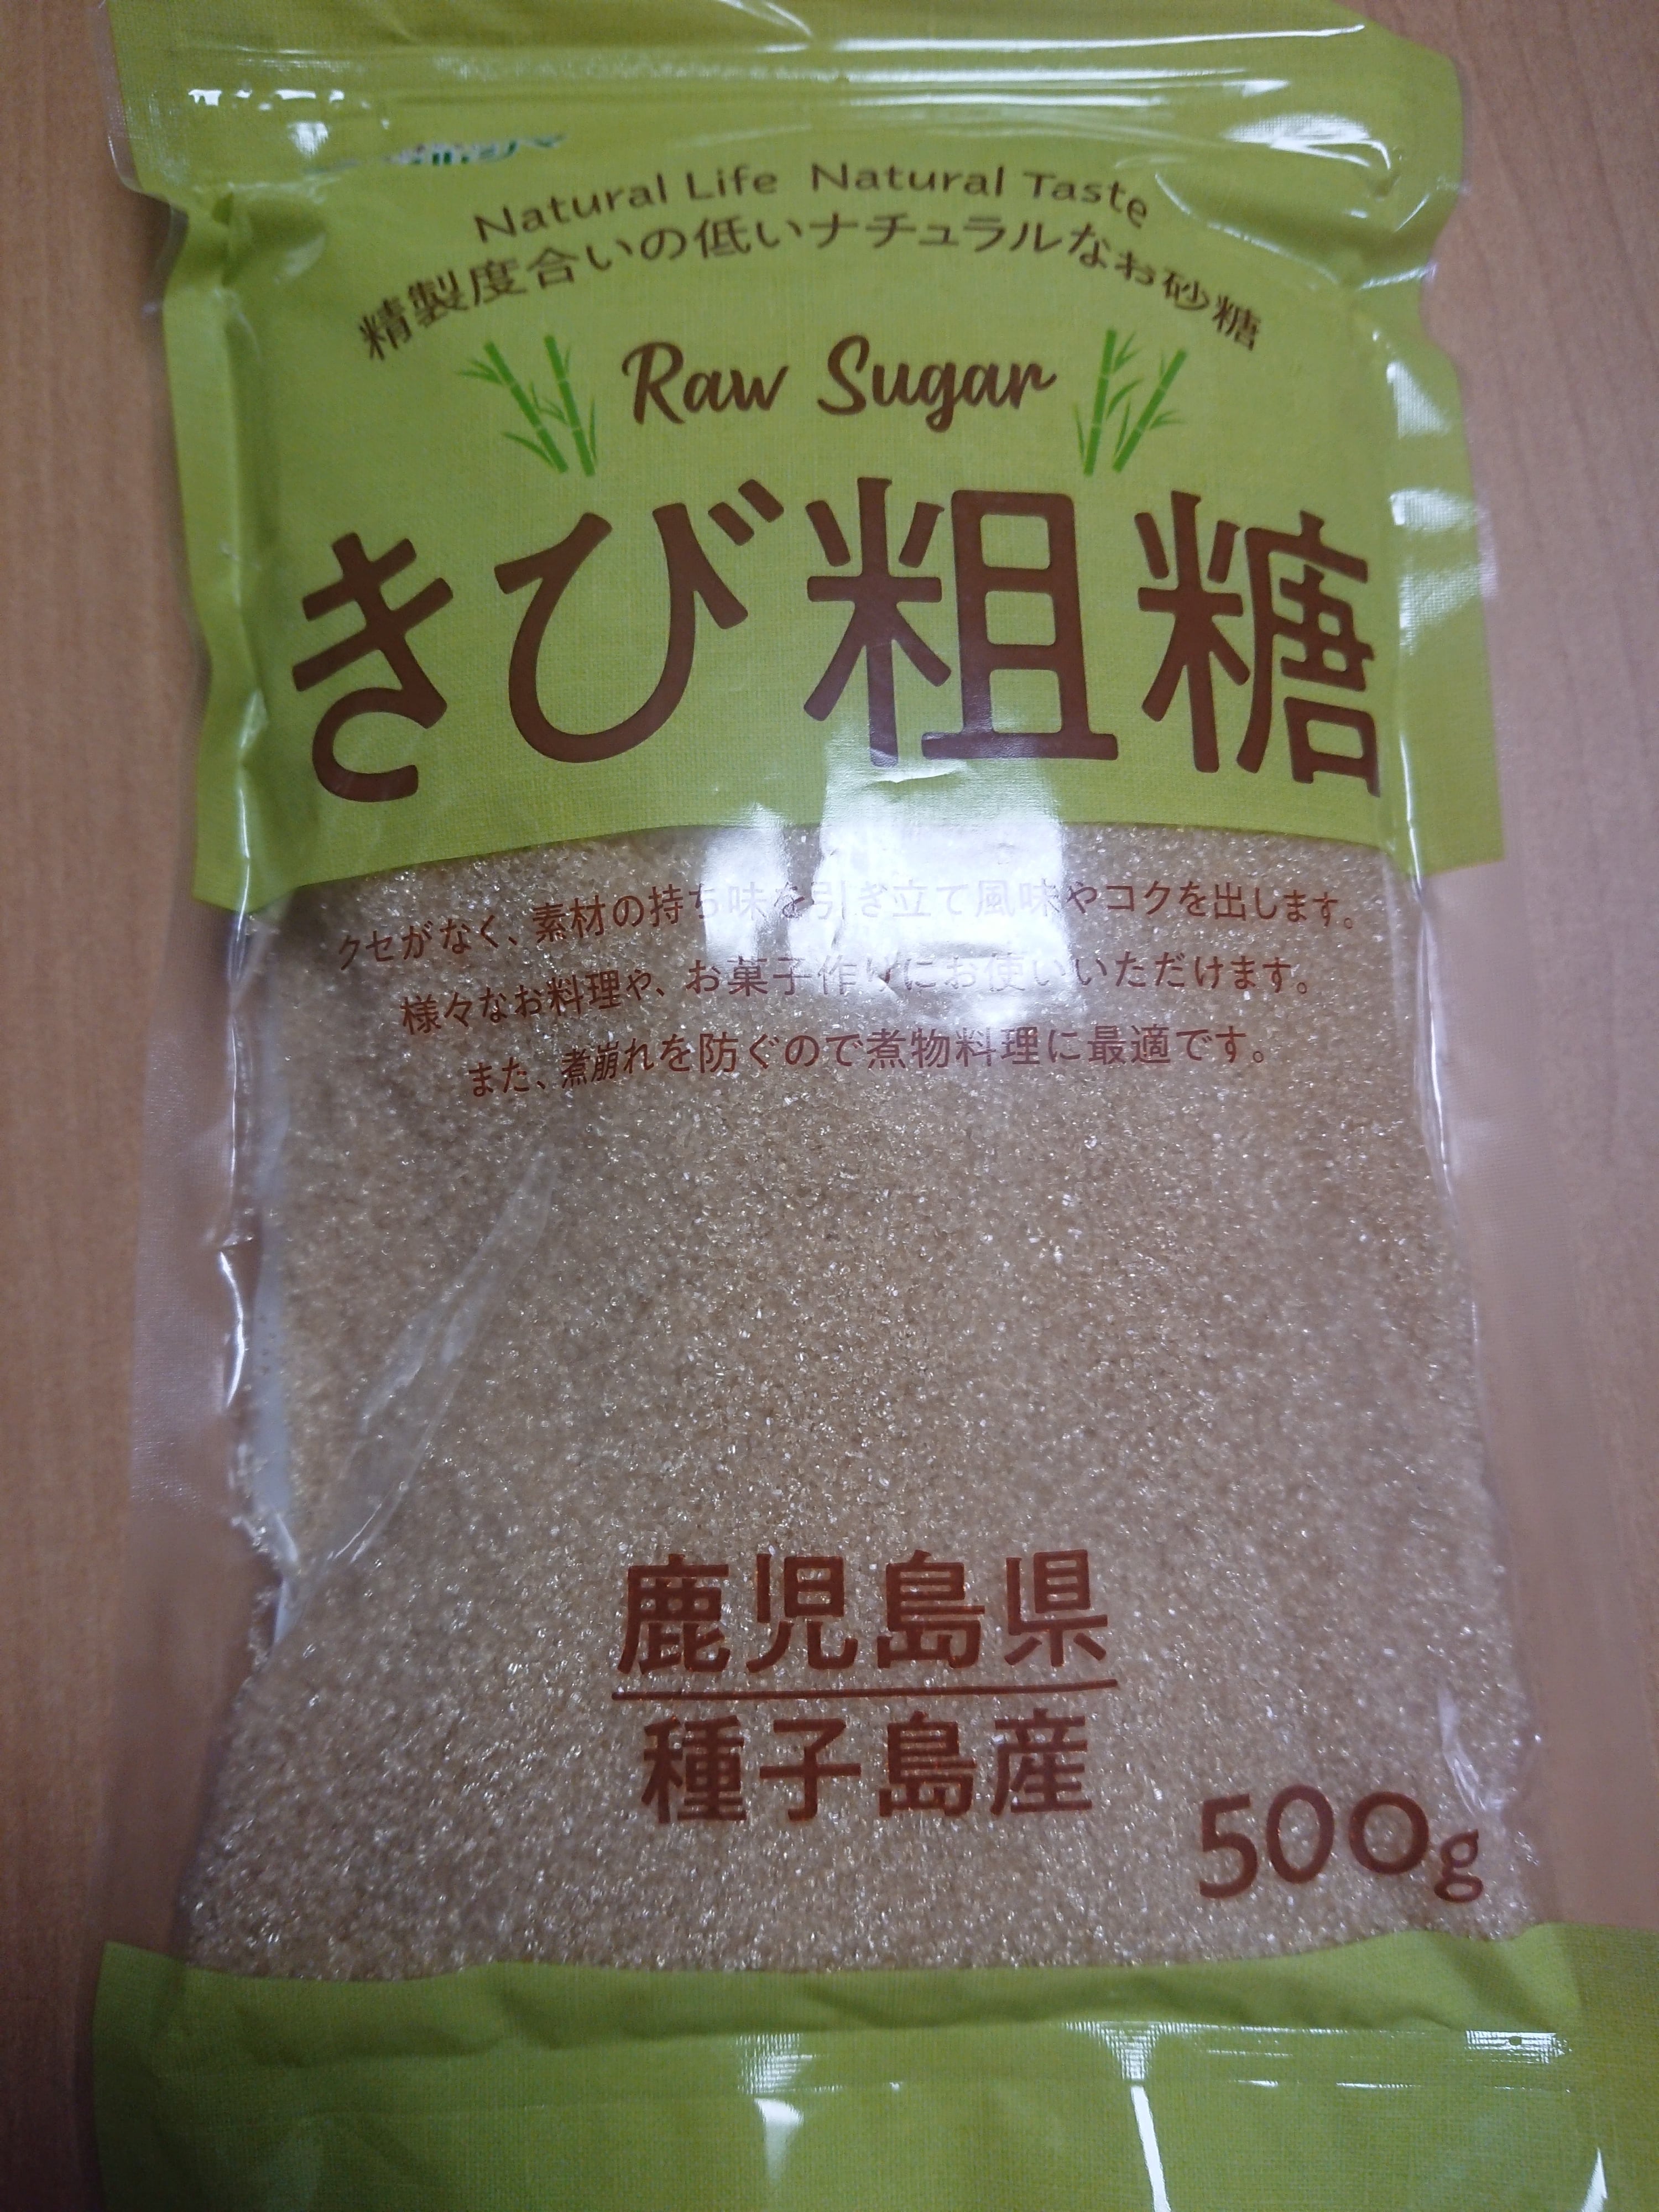 Natural Life Natural Taste
精製度合いの低いナチュラルなお砂糖
Raw Sugar
きび粗糖
クセがなく、素材の持ち味を引き立て風味やコクを出します。
様々なお料理や、お菓子作りにお使いいただけます。
また、煮崩れを防ぐので煮物料理に最適です。
鹿児島県
種子島産
500g